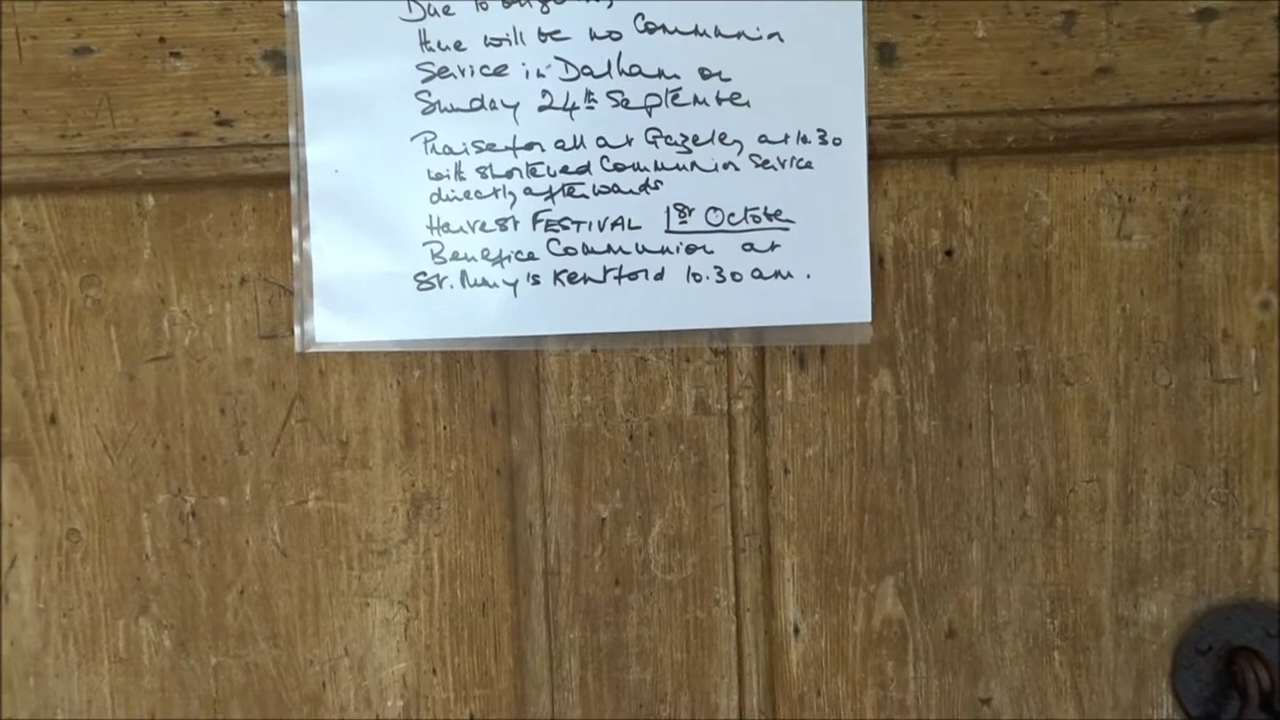 Due to
there will be no Communion
Service in Dalham on
Sunday 24th September
Praise for all at Gazeley at 10.30
with shortened Communion Service
directly afterwards
Harvest FESTIVAL 1st October
Benefice Communion at
St. Mary's Kentford 10.30 am.